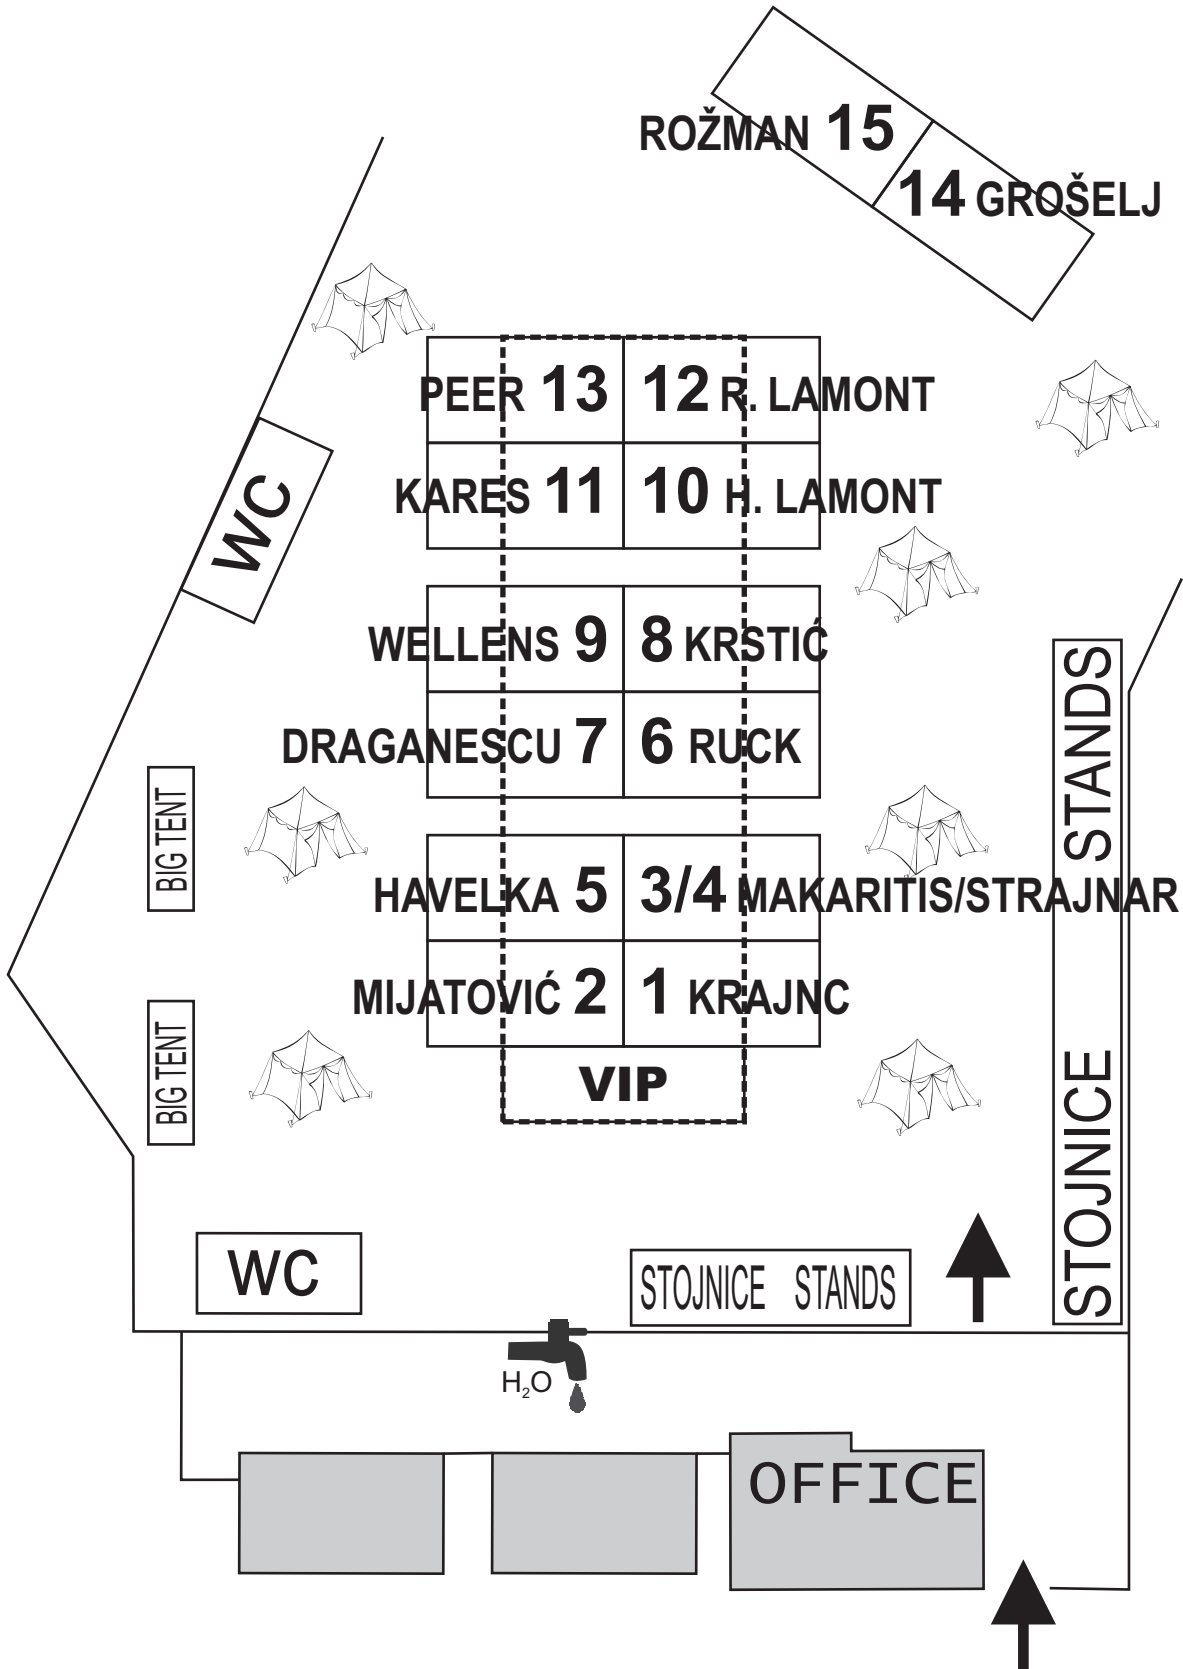 ROŽMAN 15
14 GROŠELJ
PEER 13
12 R. LAMONT
KARES 11
10 H. LAMONT
WC
WELLENS 9
8 KRSTIĆ
DRAGANESCU 7
6 RUCK
STOJNICE STANDS
BIG TENT
HAVELKA 5
3/4 MAKARITIS/STRAJNAR
MIJATOVIĆ 2
1 KRAJNC
BIG TENT
VIP
WC
STOJNICE STANDS
H₂O
OFFICE